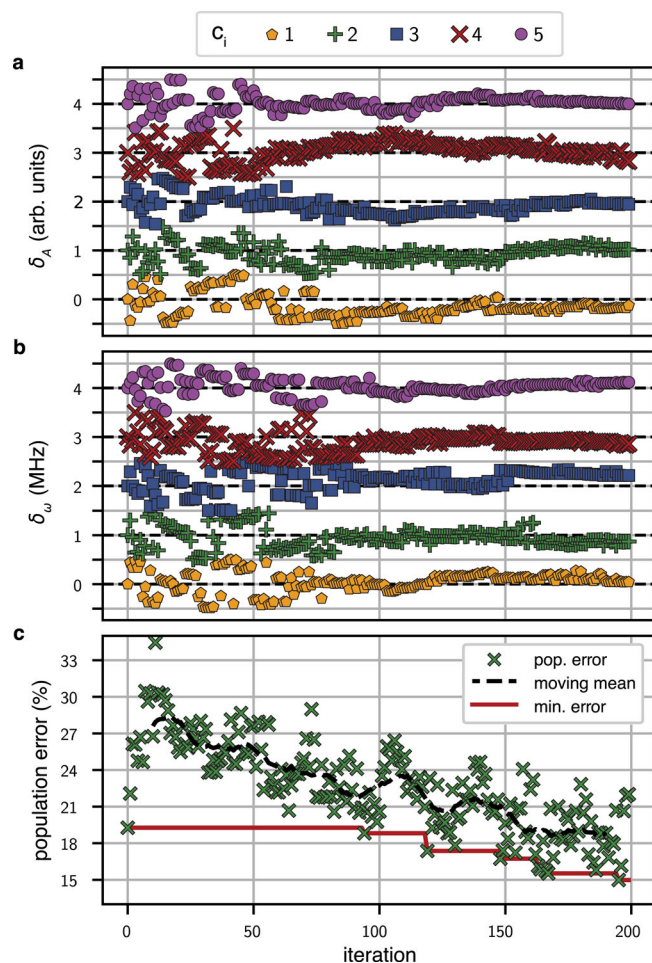 C_i 1 2 3 4 5
a
4
3
2
1
0
δ_A (arb. units)
b
4
3
2
1
0
δ_ω (MHz)
c
33
30
27
24
21
18
15
population error (%)
pop. error
moving mean
min. error
0 50 100 150 200
iteration